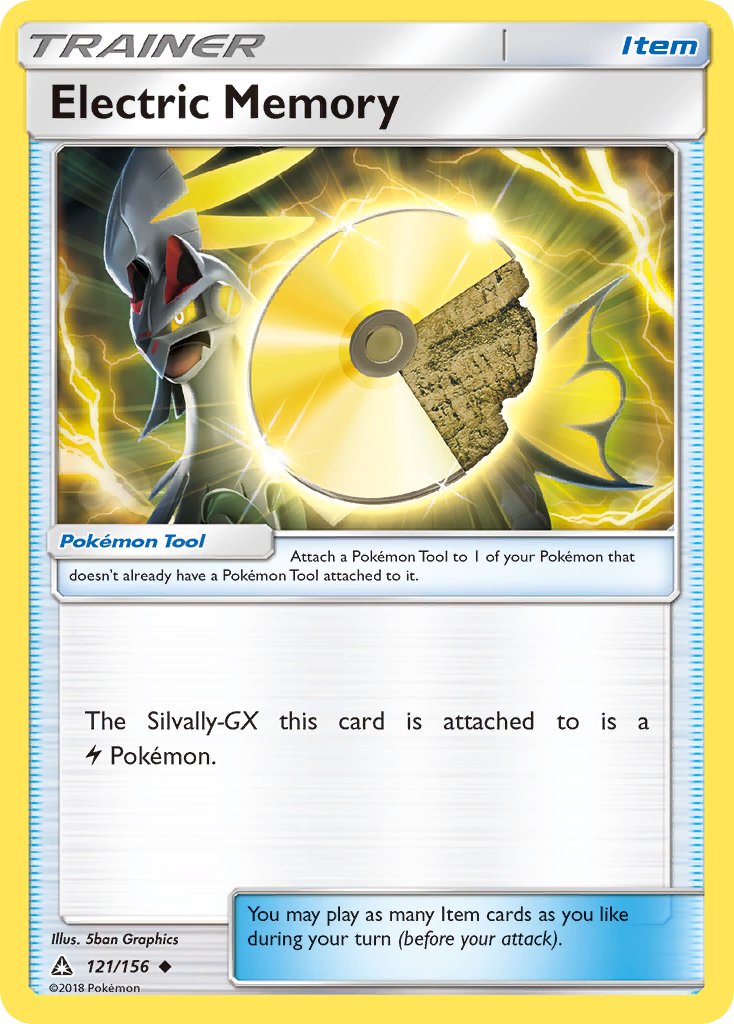 TRAINER
Item
Electric Memory
Pokémon Tool
Attach a Pokémon Tool to 1 of your Pokémon that
doesn't already have a Pokémon Tool attached to it.
The Silvally-GX this card is attached to is a
Pokémon.
You may play as many Item cards as you like
during your turn (before your attack).
Illus. 5ban Graphics
121/156
©2018 Pokémon